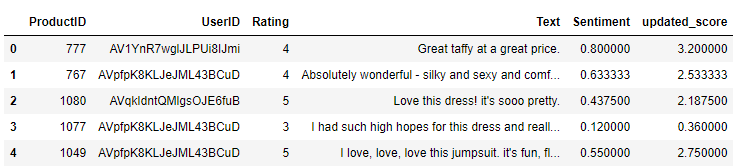 ProductID UserID Rating Text Sentiment updated_score
0 777 AV1YnR7wglJLPUi8IJmi 4 Great taffy at a great price. 0.800000 3.200000
1 767 AVpfpK8KLJeJML43BCuD 4 Absolutely wonderful - silky and sexy and comf... 0.633333 2.533333
2 1080 AVqkIdntQMlgsOJE6fuB 5 Love this dress! it's sooo pretty. 0.437500 2.187500
3 1077 AVpfpK8KLJeJML43BCuD 3 I had such high hopes for this dress and reall... 0.120000 0.360000
4 1049 AVpfpK8KLJeJML43BCuD 5 I love, love, love this jumpsuit. it's fun, fl... 0.550000 2.750000